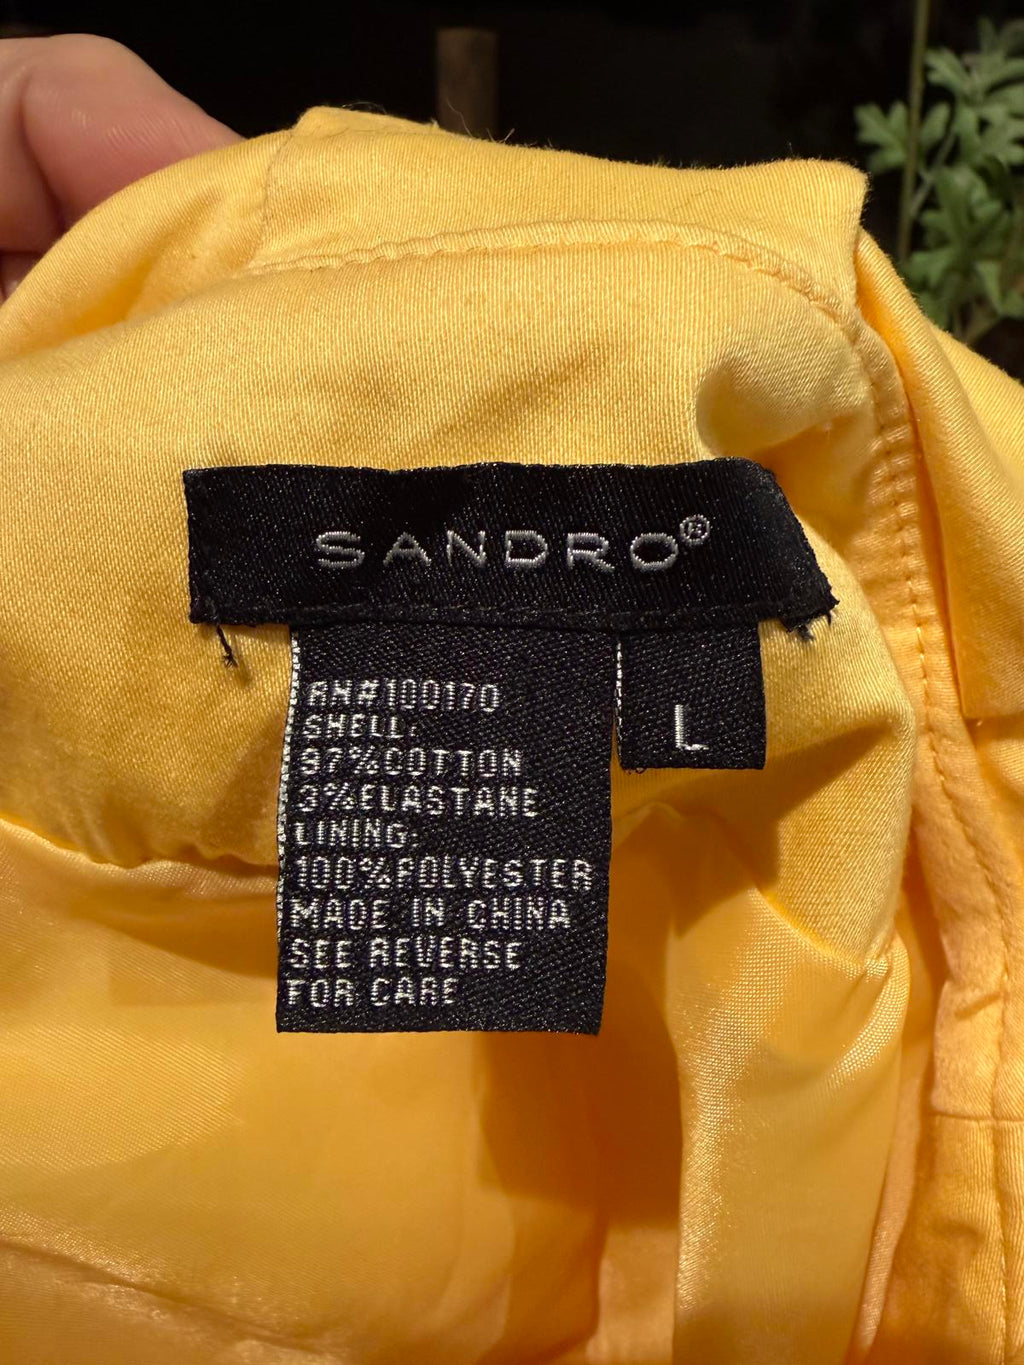 SANDRO®
RN#100170
SHELL:
97%COTTON
3%ELASTANE
LINING:
100%POLYESTER
MADE IN CHINA
SEE REVERSE
FOR CARE
L